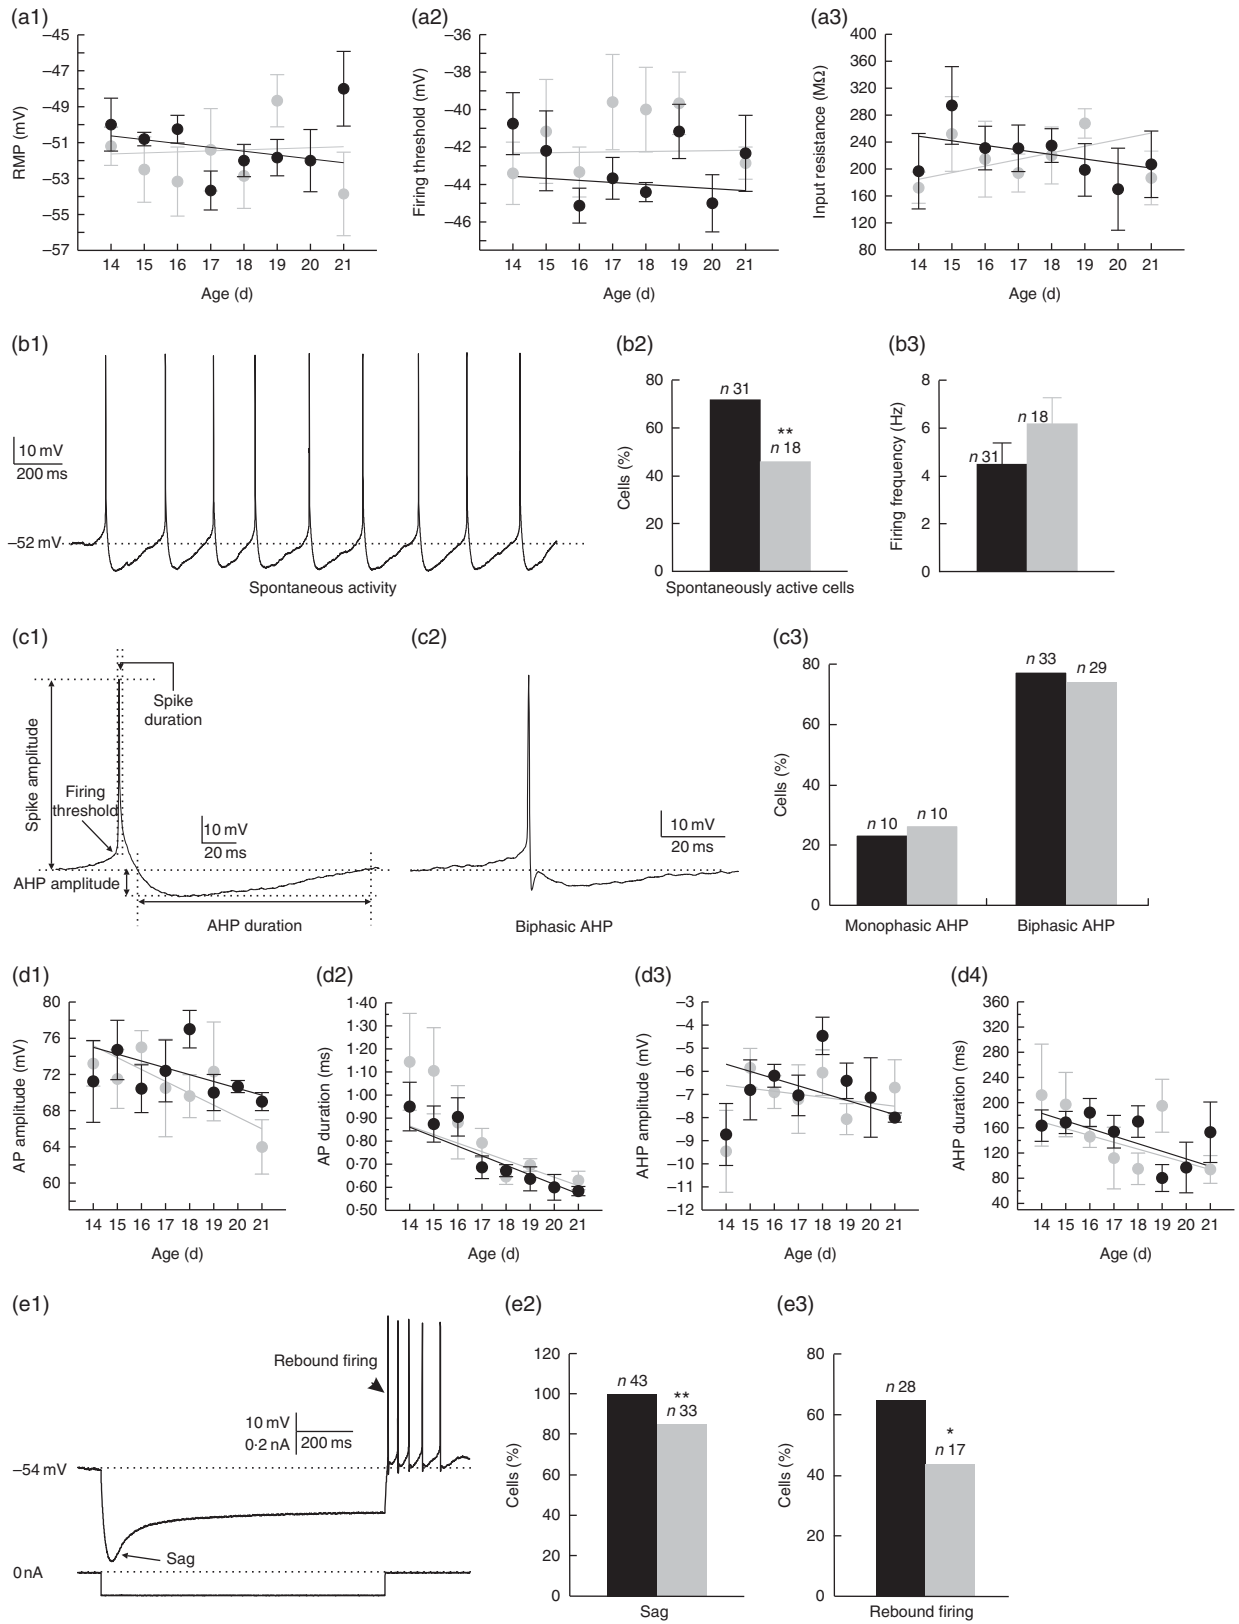 (a1)
−45
−47
−49
−51
−53
−55
−57
RMP (mV)
14 15 16 17 18 19 20 21
Age (d)
(a2)
−36
−38
−40
−42
−44
−46
Firing threshold (mV)
14 15 16 17 18 19 20 21
Age (d)
(a3)
400
360
320
280
240
200
160
120
80
Input resistance (MΩ)
14 15 16 17 18 19 20 21
Age (d)
(b1)
10 mV
200 ms
−52 mV
Spontaneous activity
(b2)
80
60
40
20
0
Cells (%)
n 31
**
n 18
Spontaneously active cells
(b3)
8
6
4
2
0
Firing frequency (Hz)
n 31
n 18
(c1)
Spike amplitude
Spike
duration
Firing
threshold
10 mV
20 ms
AHP amplitude
AHP duration
(c2)
10 mV
20 ms
Biphasic AHP
(c3)
80
60
40
20
0
Cells (%)
n 10
n 10
n 33
n 29
Monophasic AHP
Biphasic AHP
(d1)
80
76
72
68
64
60
AP amplitude (mV)
14 15 16 17 18 19 20 21
Age (d)
(d2)
1·40
1·30
1·20
1·10
1·00
0·90
0·80
0·70
0·60
0·50
AP duration (ms)
14 15 16 17 18 19 20 21
Age (d)
(d3)
−3
−4
−5
−6
−7
−8
−9
−10
−11
−12
AHP amplitude (mV)
14 15 16 17 18 19 20 21
Age (d)
(d4)
360
320
280
240
200
160
120
80
40
AHP duration (ms)
14 15 16 17 18 19 20 21
Age (d)
(e1)
Rebound firing
10 mV
0·2 nA
200 ms
−54 mV
Sag
0 nA
(e2)
120
100
80
60
40
20
0
Cells (%)
n 43
**
n 33
Sag
(e3)
80
60
40
20
0
Cells (%)
n 28
*
n 17
Rebound firing